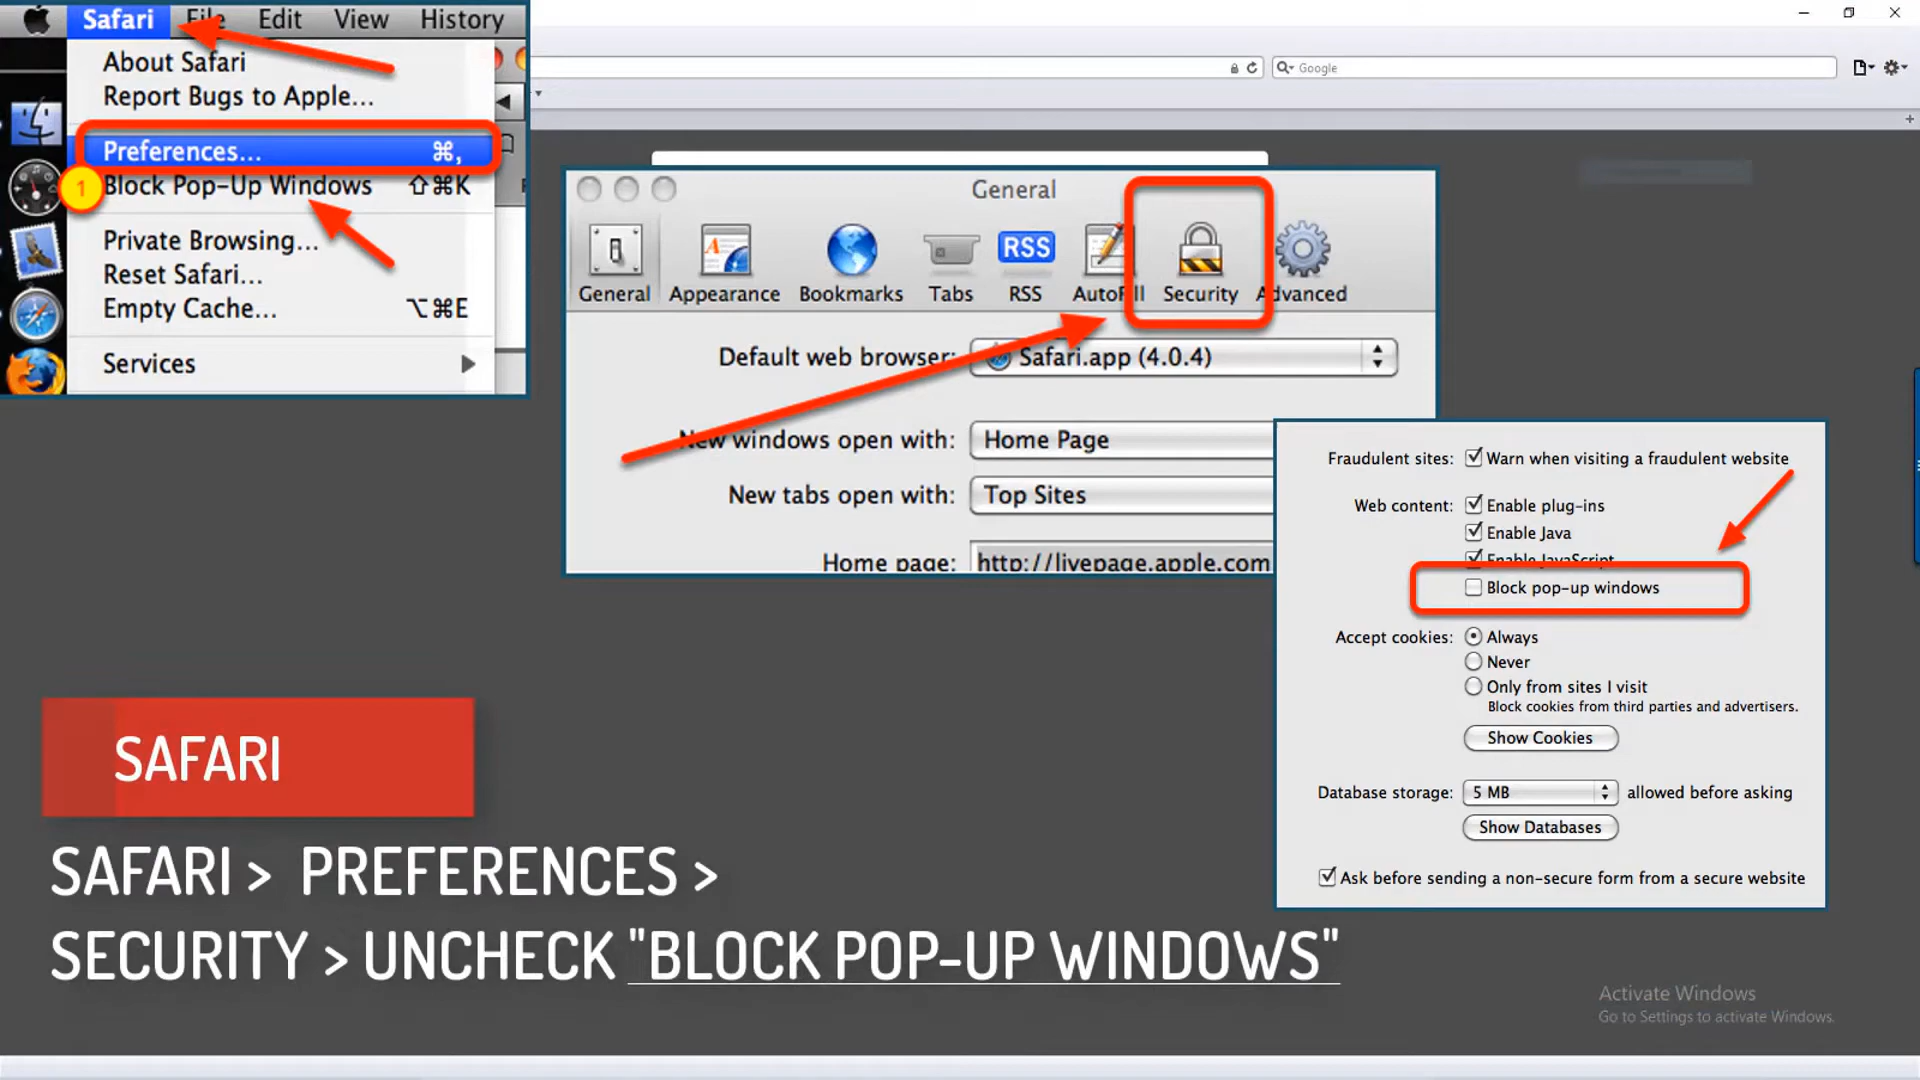 Safari File Edit View History
About Safari
Report Bugs to Apple...
Preferences... ⌘,
1
Block Pop-Up Windows ⇧⌘K
Private Browsing...
Reset Safari...
Empty Cache... ⌥⌘E
Services
Google
General
General Appearance Bookmarks Tabs RSS AutoFill Security Advanced
RSS
Default web browser: Safari.app (4.0.4)
New windows open with: Home Page
New tabs open with: Top Sites
Home page: http://livepage.apple.com
Fraudulent sites: Warn when visiting a fraudulent website
Web content: Enable plug-ins
Enable Java
Enable JavaScript
Block pop-up windows
Accept cookies: Always
Never
Only from sites I visit
Block cookies from third parties and advertisers.
Show Cookies
Database storage: 5 MB allowed before asking
Show Databases
Ask before sending a non-secure form from a secure website
SAFARI
SAFARI > PREFERENCES >
SECURITY > UNCHECK "BLOCK POP-UP WINDOWS"
Activate Windows
Go to Settings to activate Windows.